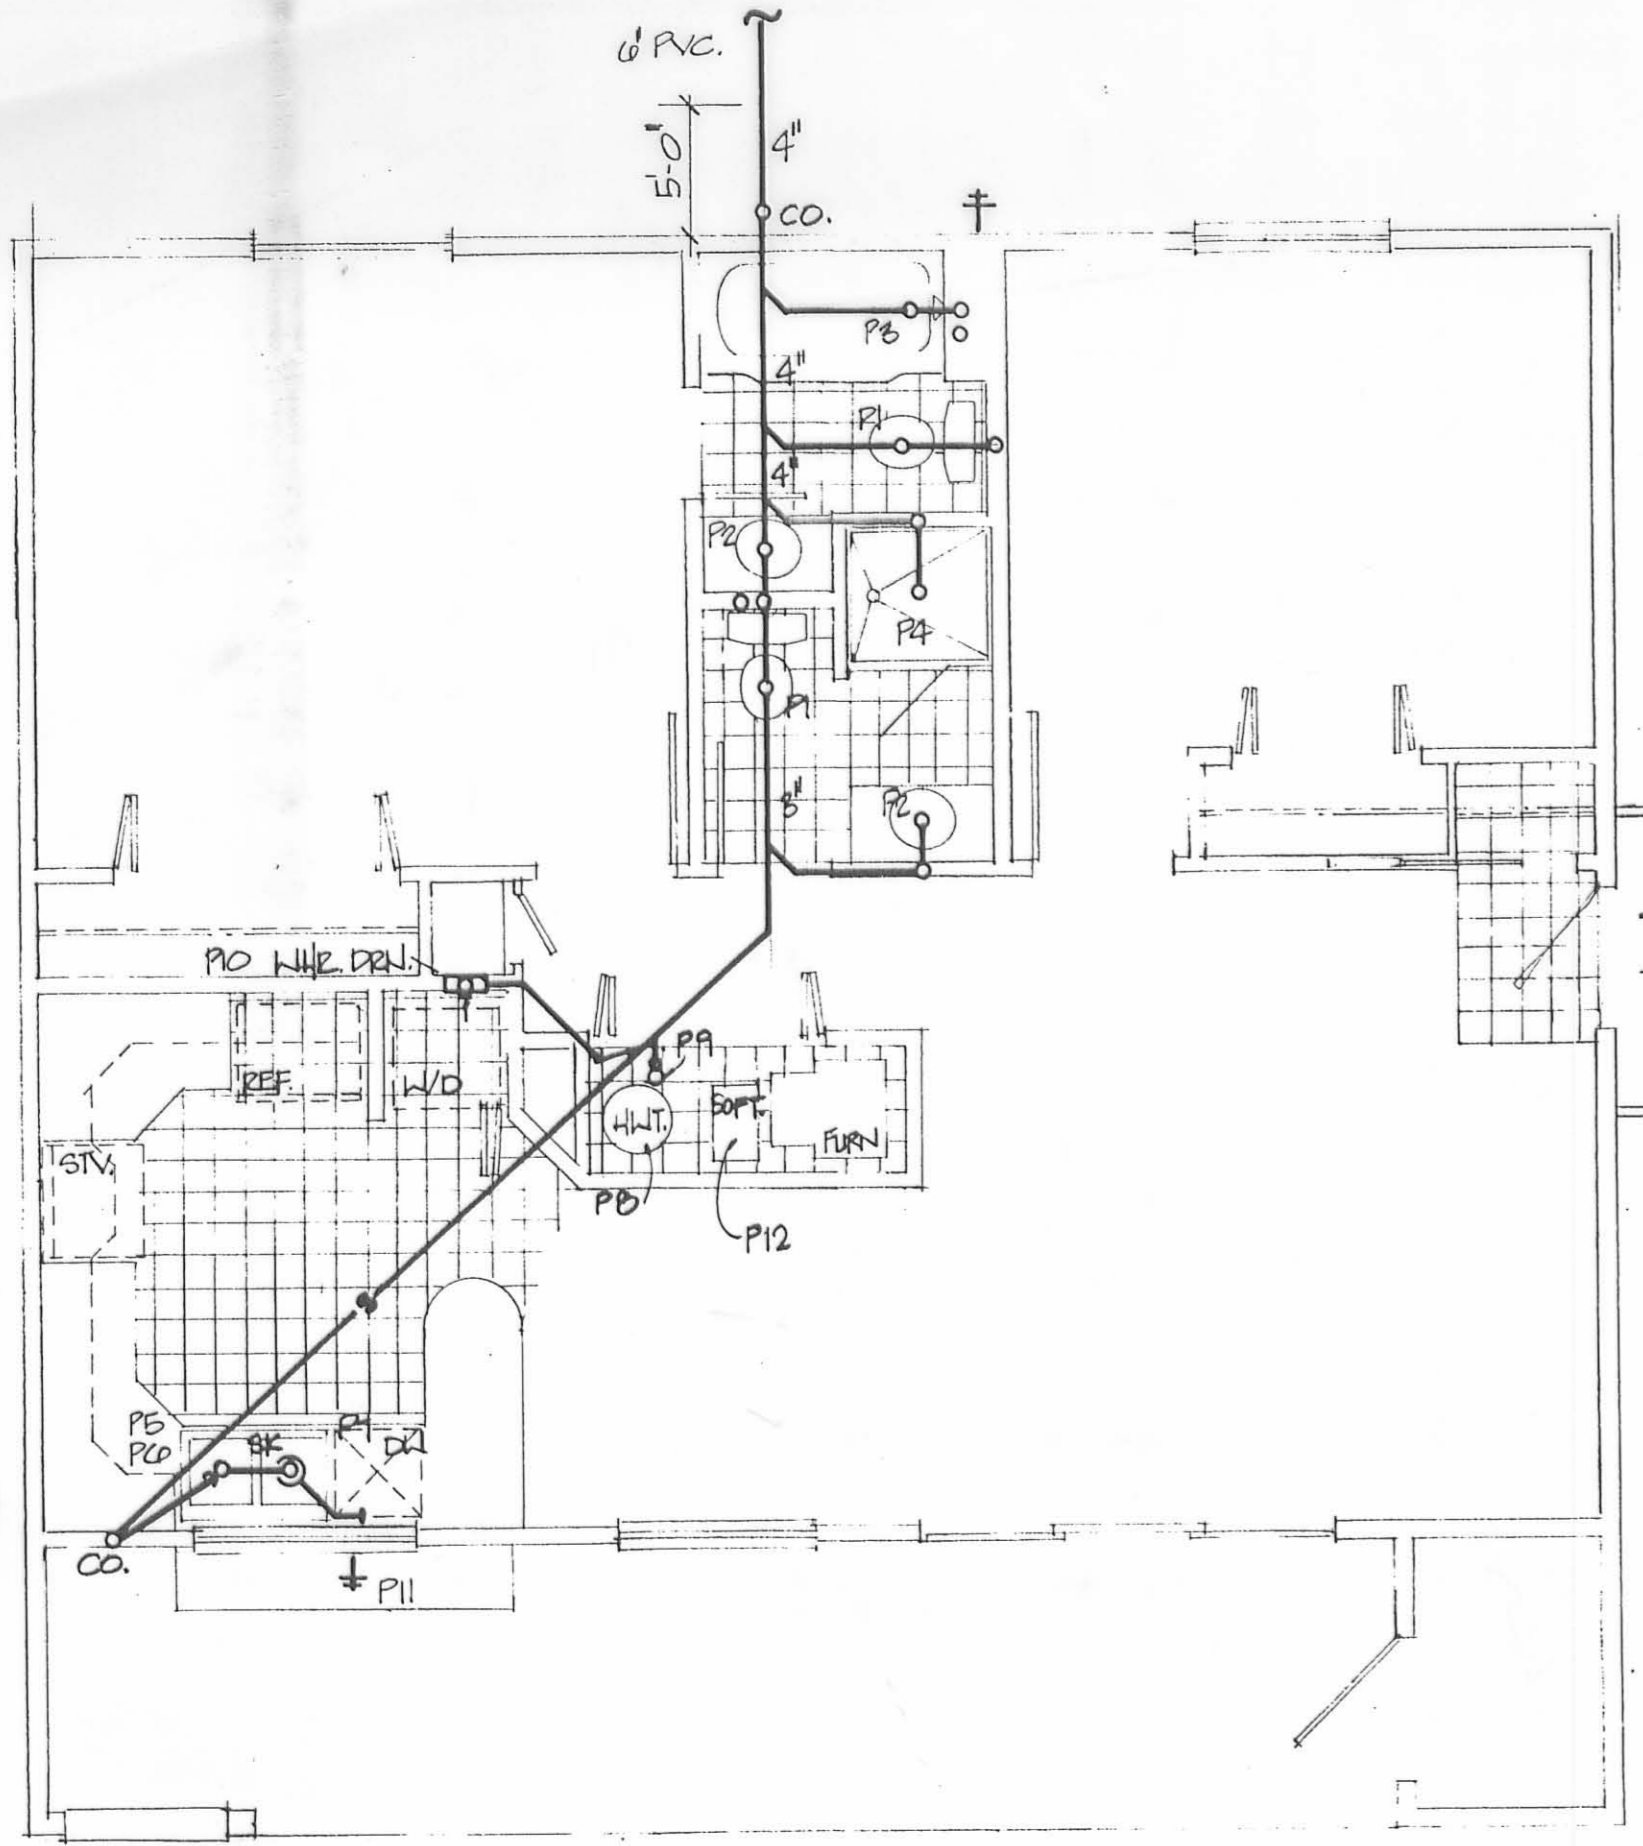 6" PVC.
5'-0"
4"
CO.
P3
4"
P1
4"
P2
P4
P1
3"
P2
P10 WHR. DRN.
P9
REF.
W/D
HWT.
SOFT.
FURN
STV.
P8
P12
P5
P6
SK
P7
DW
CO.
P11